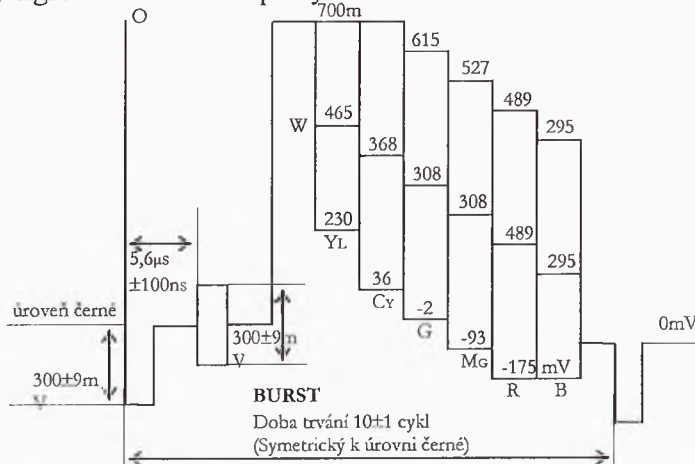 O
700m
615
527
465
489
W
368
295
308
308
230
489
YL
5,6µs
±100ns
36
295
CY
úroveň černé
-2
G
0mV
300±9m
V
-93
MG
300±9m
V
-175 mV
R
B
BURST
Doba trvání 10±1 cykl
(Symetrický k úrovni černé)